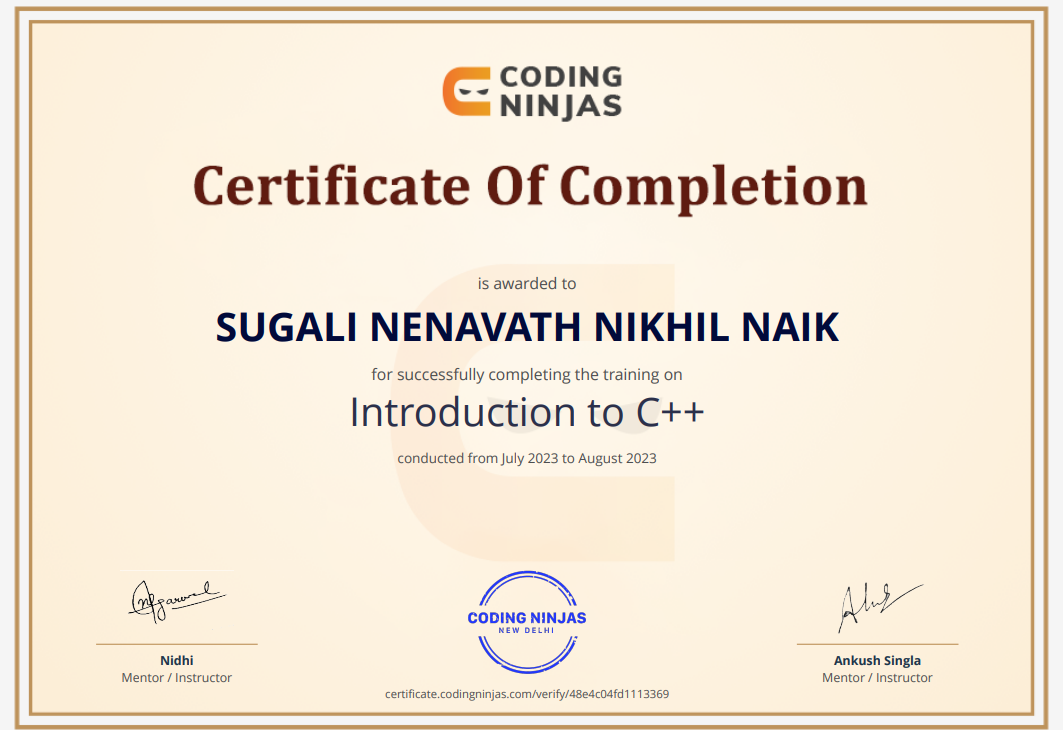 CODING
NINJAS
Certificate Of Completion
is awarded to
SUGALI NENAVATH NIKHIL NAIK
for successfully completing the training on
Introduction to C++
conducted from July 2023 to August 2023
Agarwal
CODING NINJAS
NEW DELHI
Nidhi
Mentor / Instructor
Ankush Singla
Mentor / Instructor
certificate.codingninjas.com/verify/48e4c04fd1113369